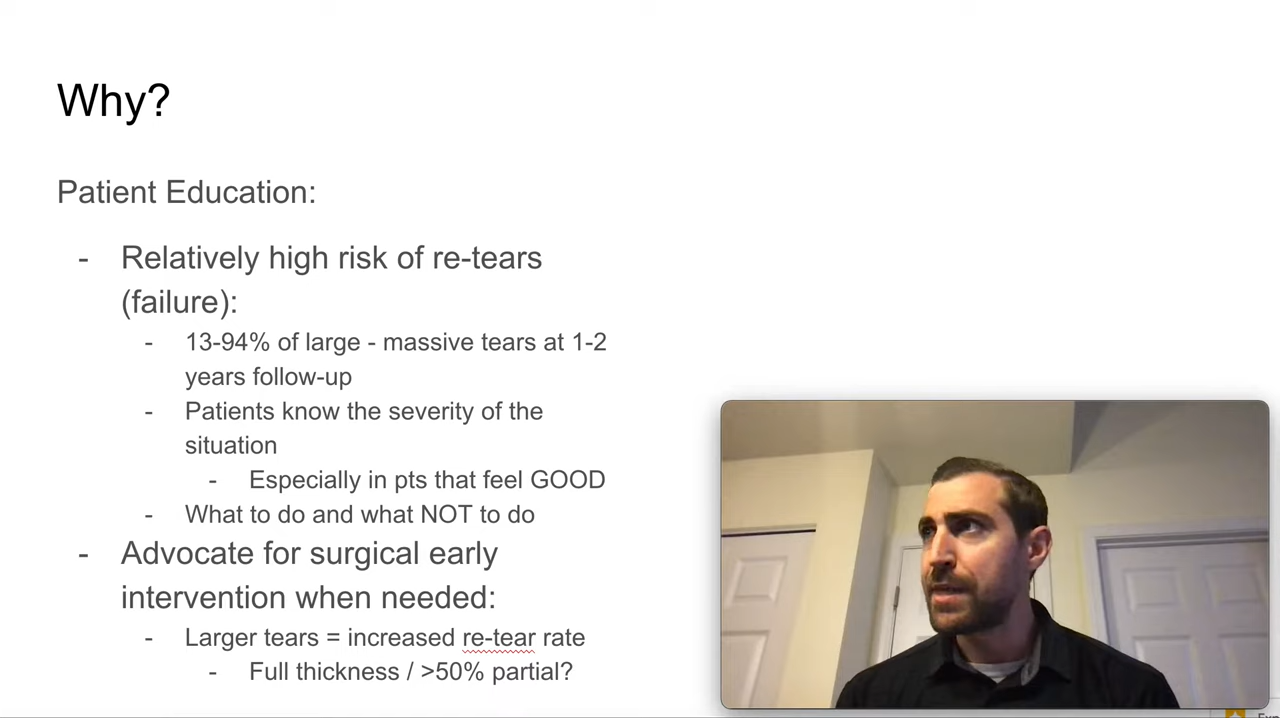 Why?
Patient Education:
- Relatively high risk of re-tears
(failure):
- 13-94% of large - massive tears at 1-2
years follow-up
- Patients know the severity of the
situation
- Especially in pts that feel GOOD
- What to do and what NOT to do
- Advocate for surgical early
intervention when needed:
- Larger tears = increased re-tear rate
- Full thickness / >50% partial?